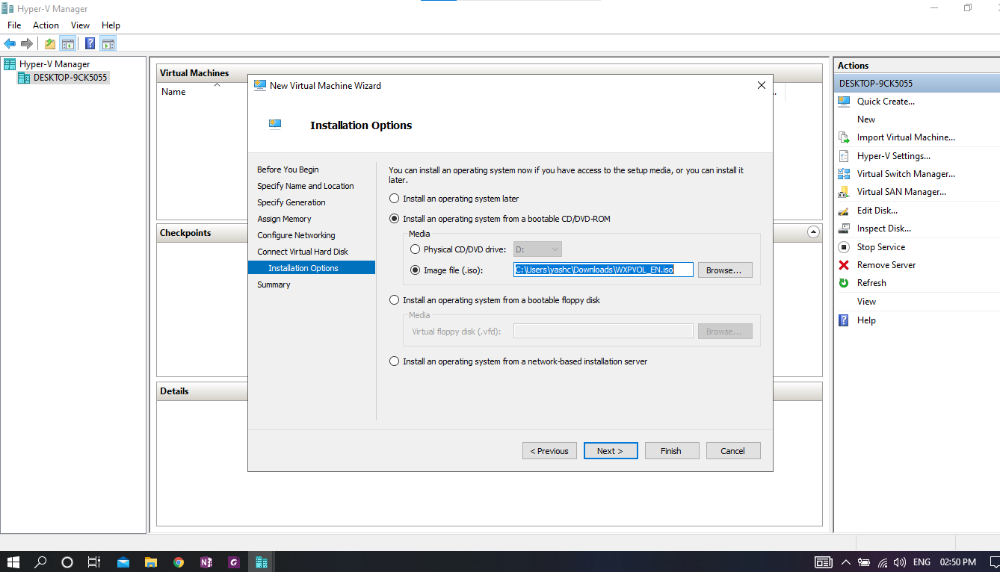 Hyper-V Manager
File Action View Help
Hyper-V Manager
DESKTOP-9CK5055
Virtual Machines
Name
Checkpoints
Details
New Virtual Machine Wizard
Installation Options
Before You Begin
Specify Name and Location
Specify Generation
Assign Memory
Configure Networking
Connect Virtual Hard Disk
Installation Options
Summary
You can install an operating system now if you have access to the setup media, or you can install it
later.
Install an operating system later
Install an operating system from a bootable CD/DVD-ROM
Media
Physical CD/DVD drive: D:
Image file (.iso): C:\Users\yashc\Downloads\WXPVOL_EN.iso Browse...
Install an operating system from a bootable floppy disk
Media
Virtual floppy disk (.vfd): Browse...
Install an operating system from a network-based installation server
< Previous Next > Finish Cancel
Actions
DESKTOP-9CK5055
Quick Create...
New
Import Virtual Machine...
Hyper-V Settings...
Virtual Switch Manager...
Virtual SAN Manager...
Edit Disk...
Inspect Disk...
Stop Service
Remove Server
Refresh
View
Help
ENG 02:50 PM